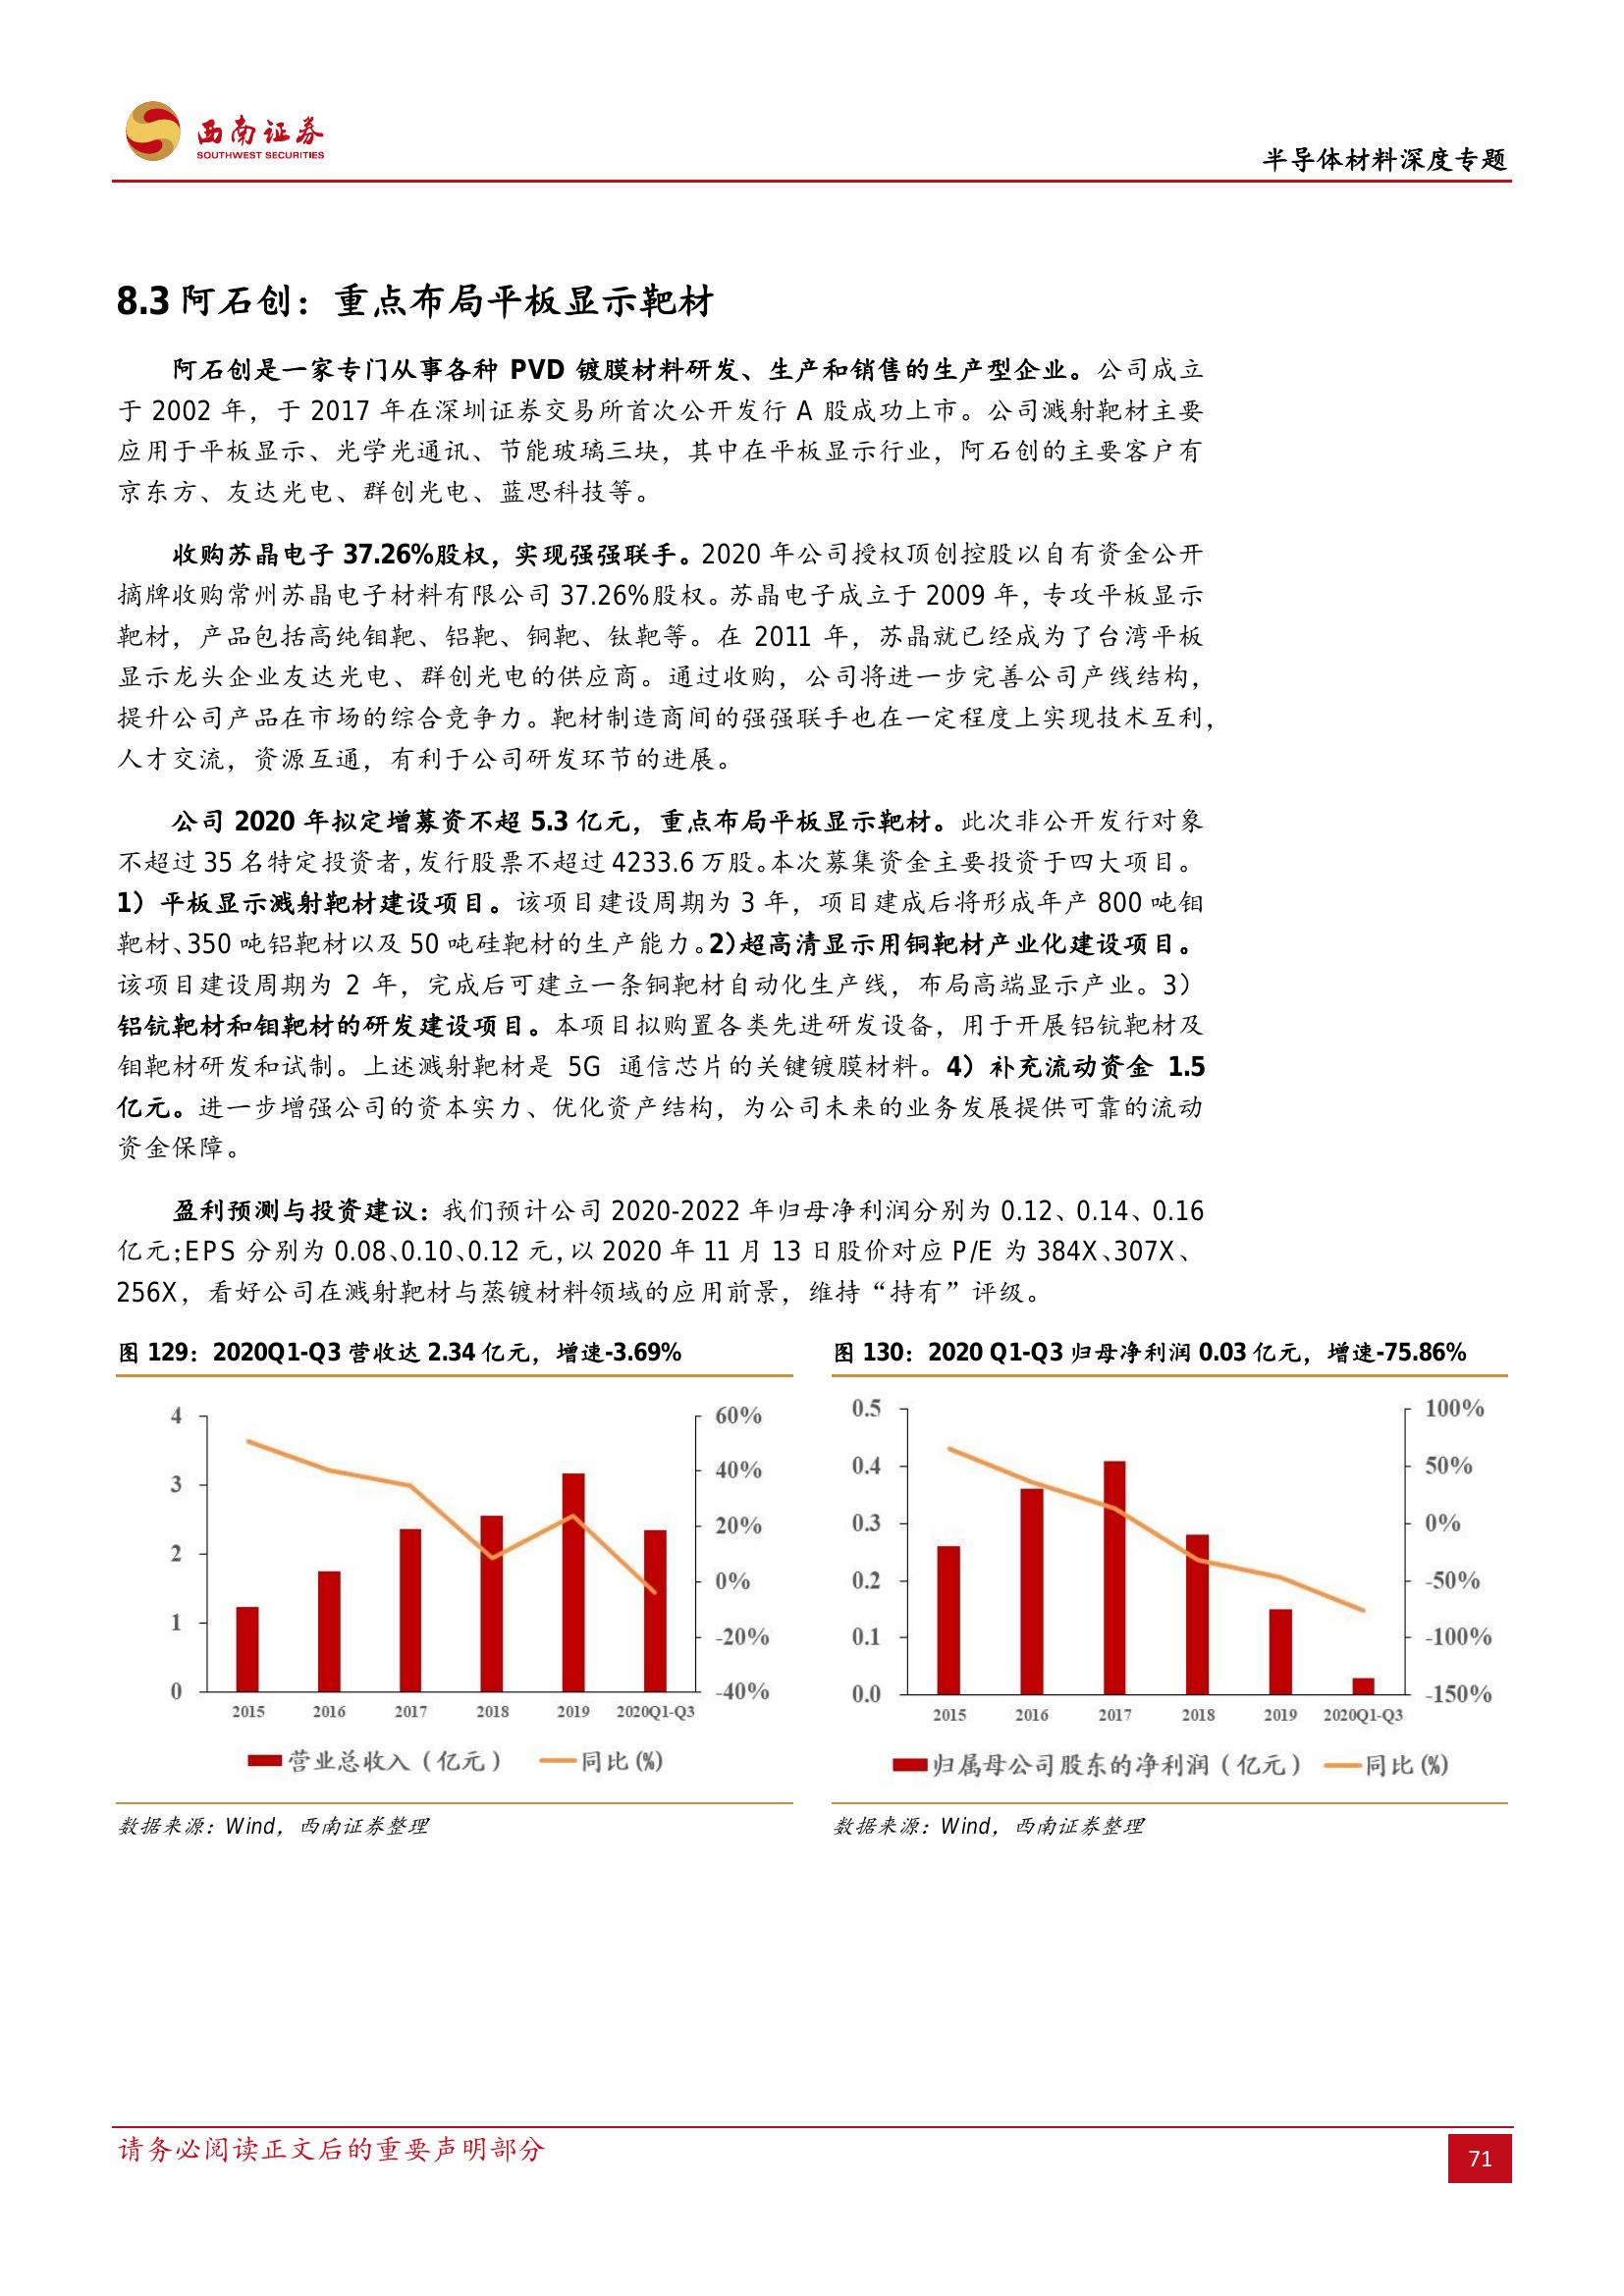 西南证券
SOUTHWEST SECURITIES
半导体材料深度专题
8.3 阿石创：重点布局平板显示靶材
阿石创是一家专门从事各种 PVD 镀膜材料研发、生产和销售的生产型企业。公司成立
于 2002 年，于 2017 年在深圳证券交易所首次公开发行 A 股成功上市。公司溅射靶材主要
应用于平板显示、光学光通讯、节能玻璃三块，其中在平板显示行业，阿石创的主要客户有
京东方、友达光电、群创光电、蓝思科技等。
收购苏晶电子 37.26%股权，实现强强联手。2020 年公司授权顶创控股以自有资金公开
摘牌收购常州苏晶电子材料有限公司 37.26%股权。苏晶电子成立于 2009 年，专攻平板显示
靶材，产品包括高纯钼靶、铝靶、铜靶、钛靶等。在 2011 年，苏晶就已经成为了台湾平板
显示龙头企业友达光电、群创光电的供应商。通过收购，公司将进一步完善公司产线结构，
提升公司产品在市场的综合竞争力。靶材制造商间的强强联手也在一定程度上实现技术互利，
人才交流，资源互通，有利于公司研发环节的进展。
公司 2020 年拟定增募资不超 5.3 亿元，重点布局平板显示靶材。此次非公开发行对象
不超过 35 名特定投资者，发行股票不超过 4233.6 万股。本次募集资金主要投资于四大项目。
1）平板显示溅射靶材建设项目。该项目建设周期为 3 年，项目建成后将形成年产 800 吨钼
靶材、350 吨铝靶材以及 50 吨硅靶材的生产能力。2）超高清显示用铜靶材产业化建设项目。
该项目建设周期为 2 年，完成后可建立一条铜靶材自动化生产线，布局高端显示产业。3）
铝钪靶材和钼靶材的研发建设项目。本项目拟购置各类先进研发设备，用于开展铝钪靶材及
钼靶材研发和试制。上述溅射靶材是 5G 通信芯片的关键镀膜材料。4）补充流动资金 1.5
亿元。进一步增强公司的资本实力、优化资产结构，为公司未来的业务发展提供可靠的流动
资金保障。
盈利预测与投资建议：我们预计公司 2020-2022 年归母净利润分别为 0.12、0.14、0.16
亿元；EPS 分别为 0.08、0.10、0.12 元，以 2020 年 11 月 13 日股价对应 P/E 为 384X、307X、
256X，看好公司在溅射靶材与蒸镀材料领域的应用前景，维持“持有”评级。
图 129：2020Q1-Q3 营收达 2.34 亿元，增速-3.69%
4
3
2
1
0
60%
40%
20%
0%
-20%
-40%
2015 2016 2017 2018 2019 2020Q1-Q3
营业总收入（亿元） 同比(%)
数据来源：Wind，西南证券整理
图 130：2020 Q1-Q3 归母净利润 0.03 亿元，增速-75.86%
0.5
0.4
0.3
0.2
0.1
0.0
100%
50%
0%
-50%
-100%
-150%
2015 2016 2017 2018 2019 2020Q1-Q3
归属母公司股东的净利润（亿元） 同比(%)
数据来源：Wind，西南证券整理
请务必阅读正文后的重要声明部分
71